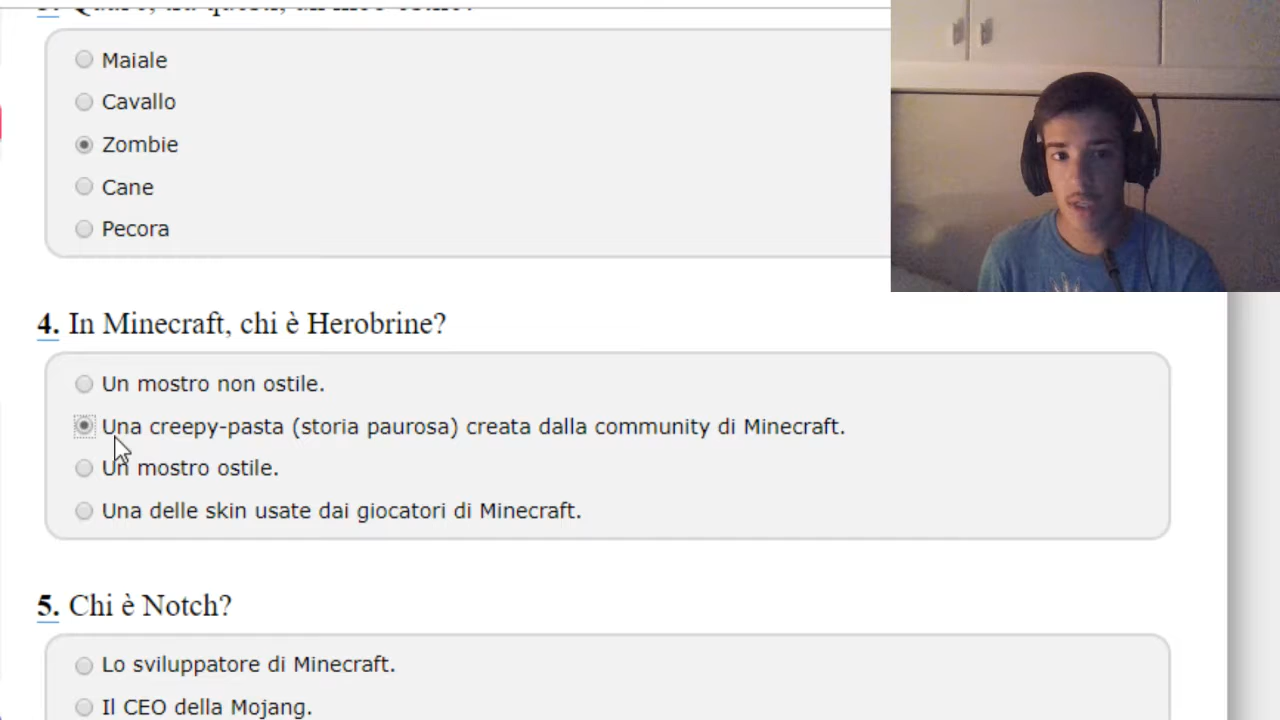 Maiale
Cavallo
Zombie
Cane
Pecora
4. In Minecraft, chi è Herobrine?
Un mostro non ostile.
Una creepy-pasta (storia paurosa) creata dalla community di Minecraft.
Un mostro ostile.
Una delle skin usate dai giocatori di Minecraft.
5. Chi è Notch?
Lo sviluppatore di Minecraft.
Il CEO della Mojang.